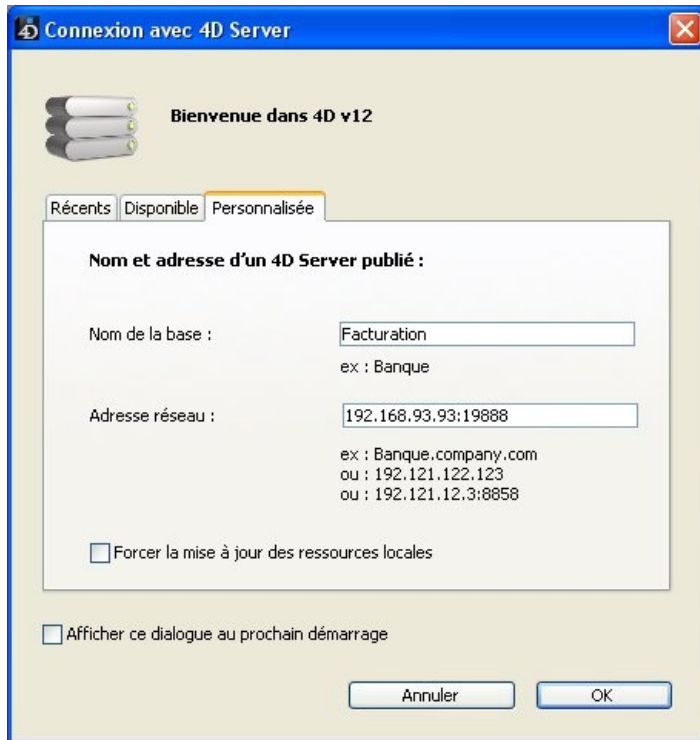 4D Connexion avec 4D Server
Bienvenue dans 4D v12
Récents Disponible Personnalisée
Nom et adresse d'un 4D Server publié :
Nom de la base : Facturation
ex : Banque
Adresse réseau : 192.168.93.93:19888
ex : Banque.company.com
ou : 192.121.122.123
ou : 192.121.12.3:8858
Forcer la mise à jour des ressources locales
Afficher ce dialogue au prochain démarrage
Annuler OK